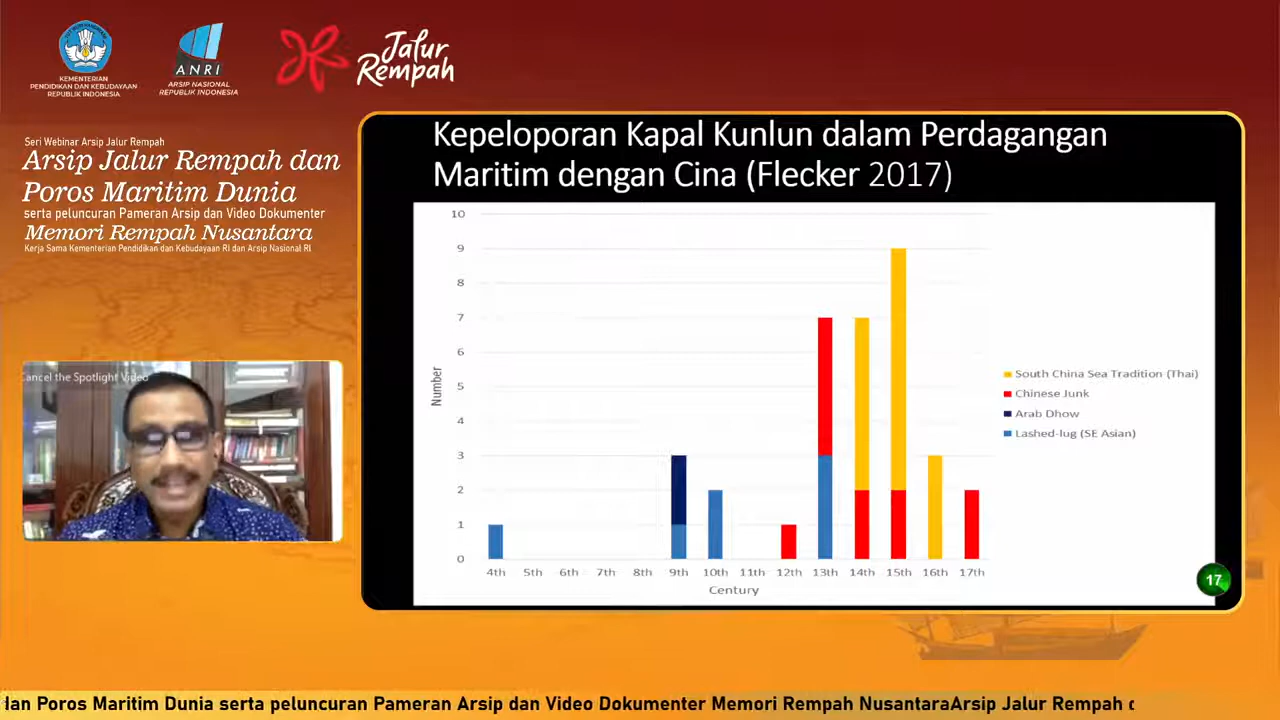 KEMENTERIAN
PENDIDIKAN DAN KEBUDAYAAN
REPUBLIK INDONESIA
ANRI
ARSIP NASIONAL
REPUBLIK INDONESIA
Jalur
Rempah
Seri Webinar Arsip Jalur Rempah
Arsip Jalur Rempah dan
Poros Maritim Dunia
serta peluncuran Pameran Arsip dan Video Dokumenter
Memori Rempah Nusantara
Kerja Sama Kementerian Pendidikan dan Kebudayaan RI dan Arsip Nasional RI
Cancel the Spotlight Video
Kepeloporan Kapal Kunlun dalam Perdagangan
Maritim dengan Cina (Flecker 2017)
10
9
8
7
6
5
4
3
2
1
0
Number
4th 5th 6th 7th 8th 9th 10th 11th 12th 13th 14th 15th 16th 17th
Century
South China Sea Tradition (Thai)
Chinese Junk
Arab Dhow
Lashed-lug (SE Asian)
17
dan Poros Maritim Dunia serta peluncuran Pameran Arsip dan Video Dokumenter Memori Rempah NusantaraArsip Jalur Rempah